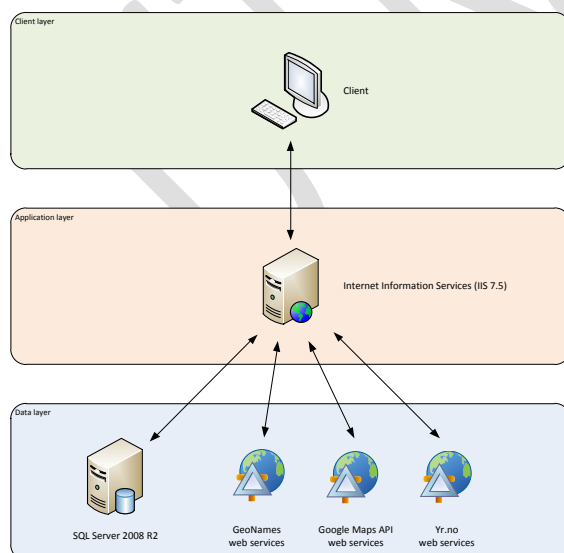 Client layer
Client
Application layer
Internet Information Services (IIS 7.5)
Data layer
SQL Server 2008 R2
GeoNames
web services
Google Maps API
web services
Yr.no
web services